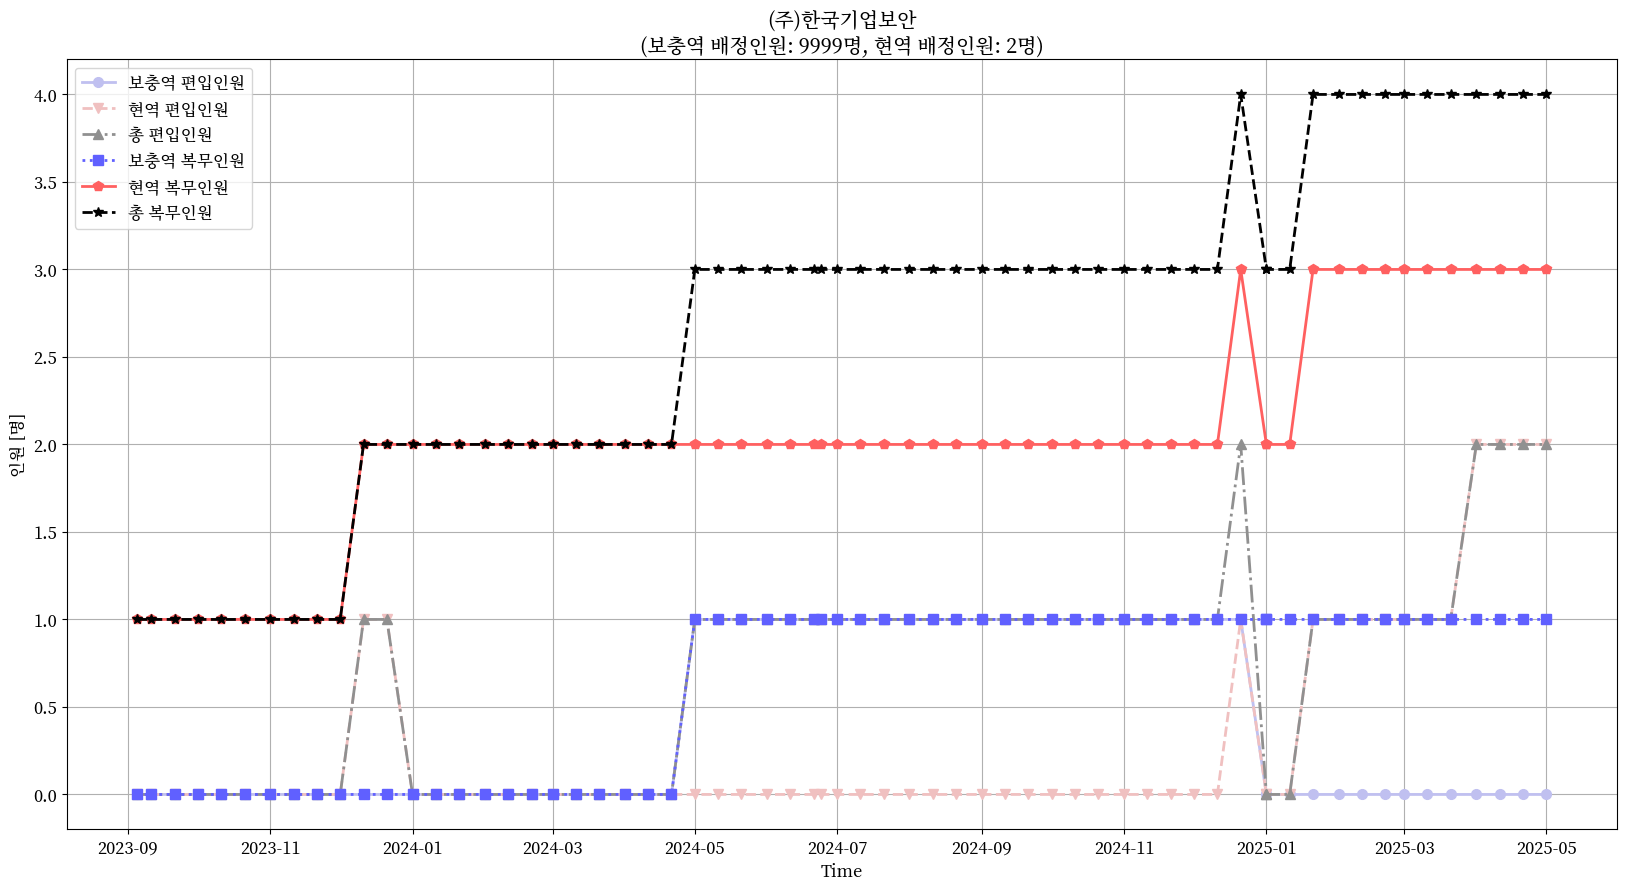 (주)한국기업보안
(보충역 배정인원: 9999명, 현역 배정인원: 2명)
보충역 편입인원
현역 편입인원
총 편입인원
보충역 복무인원
현역 복무인원
총 복무인원
4.0
3.5
3.0
2.5
2.0
1.5
1.0
0.5
0.0
인원 [명]
2023-09 2023-11 2024-01 2024-03 2024-05 2024-07 2024-09 2024-11 2025-01 2025-03 2025-05
Time